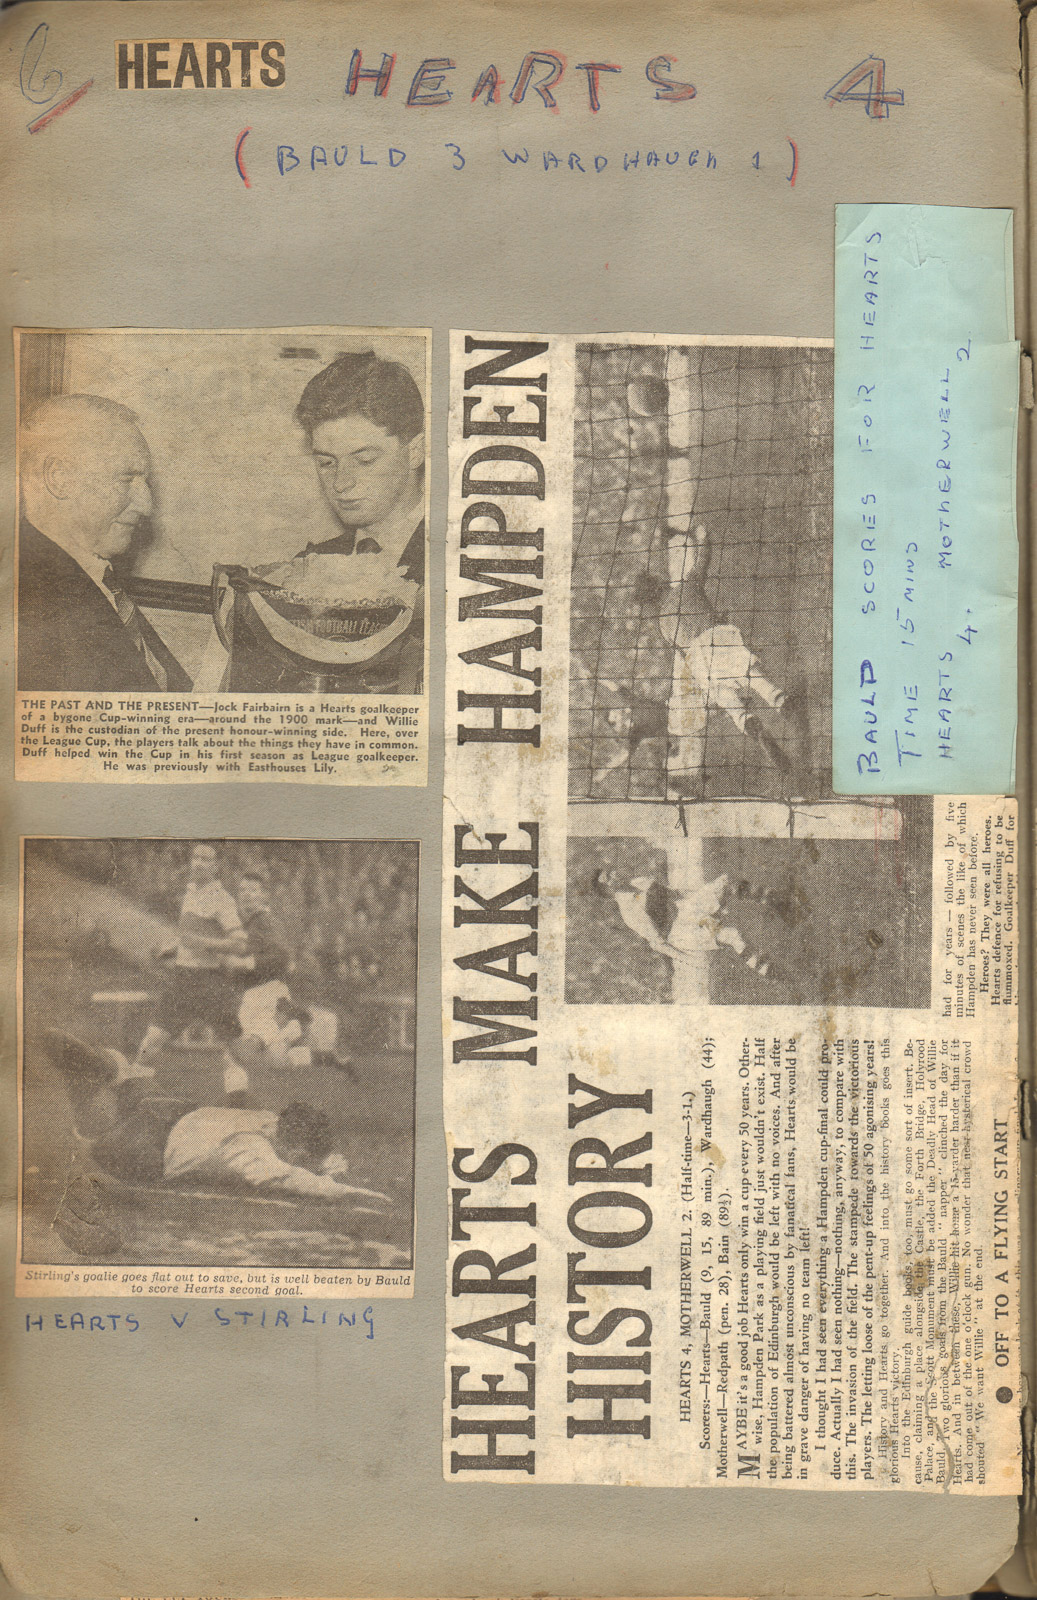 6
HEARTS
HEARTS 4
(BAULD 3 WARDHAUGH 1)
BAULD SCORES FOR HEARTS
TIME 15 MINS
HEARTS 4. MOTHERWELL 2
THE PAST AND THE PRESENT—Jock Fairbairn is a Hearts goalkeeper
of a bygone Cup-winning era—around the 1900 mark—and Willie
Duff is the custodian of the present honour-winning side. Here, over
the League Cup, the players talk about the things they have in common.
Duff helped win the Cup in his first season as League goalkeeper.
He was previously with Easthouses Lily.
Stirling's goalie goes flat out to save, but is well beaten by Bauld
to score Hearts second goal.
HEARTS V STIRLING
HEARTS MAKE HAMPDEN
HISTORY
HEARTS 4, MOTHERWELL 2. (Half-time—3-1.)
Scorers:—Hearts—Bauld (9, 15, 89 min.), Wardhaugh (44);
Motherwell—Redpath (pen. 28), Bain (89½).
MAYBE it's a good job Hearts only win a cup every 50 years. Other-
wise, Hampden Park as a playing field just wouldn't exist. Half
the population of Edinburgh would be left with no voices. And after
being battered almost unconscious by fanatical fans, Hearts would be
in grave danger of having no team left!
I thought I had seen everything a Hampden cup-final could pro-
duce. Actually I had seen nothing—nothing, anyway, to compare with
this. The invasion of the field. The stampede towards the victorious
players. The letting loose of the pent-up feelings of 50 agonising years!
History and Hearts go together. And into the history books goes this
glorious Hearts' victory.
Into the Edinburgh guide books, too, must go some sort of insert. Be-
cause, claiming a place alongside the Castle, the Forth Bridge, Holyrood
Palace, and the Scott Monument must be added the Deadly Head of Willie
Bauld. Two glorious goals from the Bauld "napper" clinched the day for
Hearts. And in between these, Willie hit home a 15-yarder harder than if it
had come out of the one o'clock gun. No wonder that near-hysterical crowd
shouted "We want Willie" at the end.
● OFF TO A FLYING START
had for years—followed by five
minutes of scenes the like of which
Hampden has never seen before.
Heroes? They were all heroes.
Hearts defence for refusing to be
flummoxed. Goalkeeper Duff for